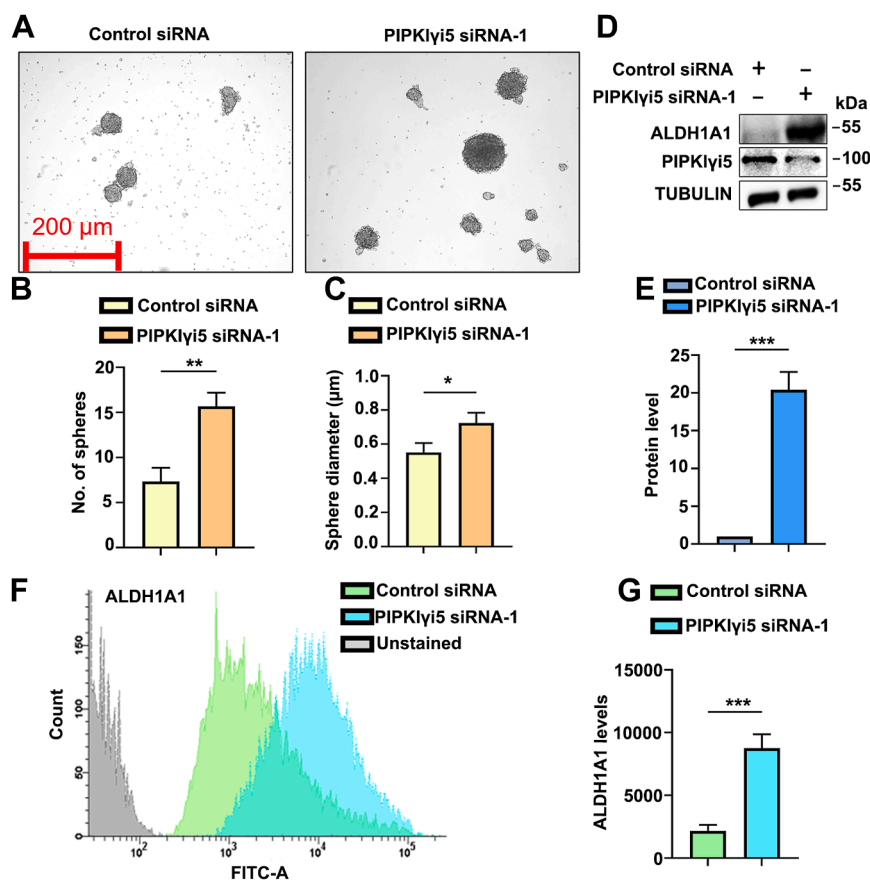 A
Control siRNA
PIPKIγi5 siRNA-1
200 μm
D
Control siRNA + −
PIPKIγi5 siRNA-1 − +
kDa
ALDH1A1
-55
PIPKIγi5
-100
TUBULIN
-55
B
Control siRNA
PIPKIγi5 siRNA-1
No. of spheres
20
15
10
5
0
**
C
Control siRNA
PIPKIγi5 siRNA-1
Sphere diameter (μm)
1.0
0.8
0.6
0.4
0.2
0.0
*
E
Control siRNA
PIPKIγi5 siRNA-1
Protein level
25
20
15
10
5
0
***
F
ALDH1A1
Control siRNA
PIPKIγi5 siRNA-1
Unstained
Count
150
100
50
0
10²
10³
10⁴
10⁵
FITC-A
G
Control siRNA
PIPKIγi5 siRNA-1
ALDH1A1 levels
15000
10000
5000
0
***